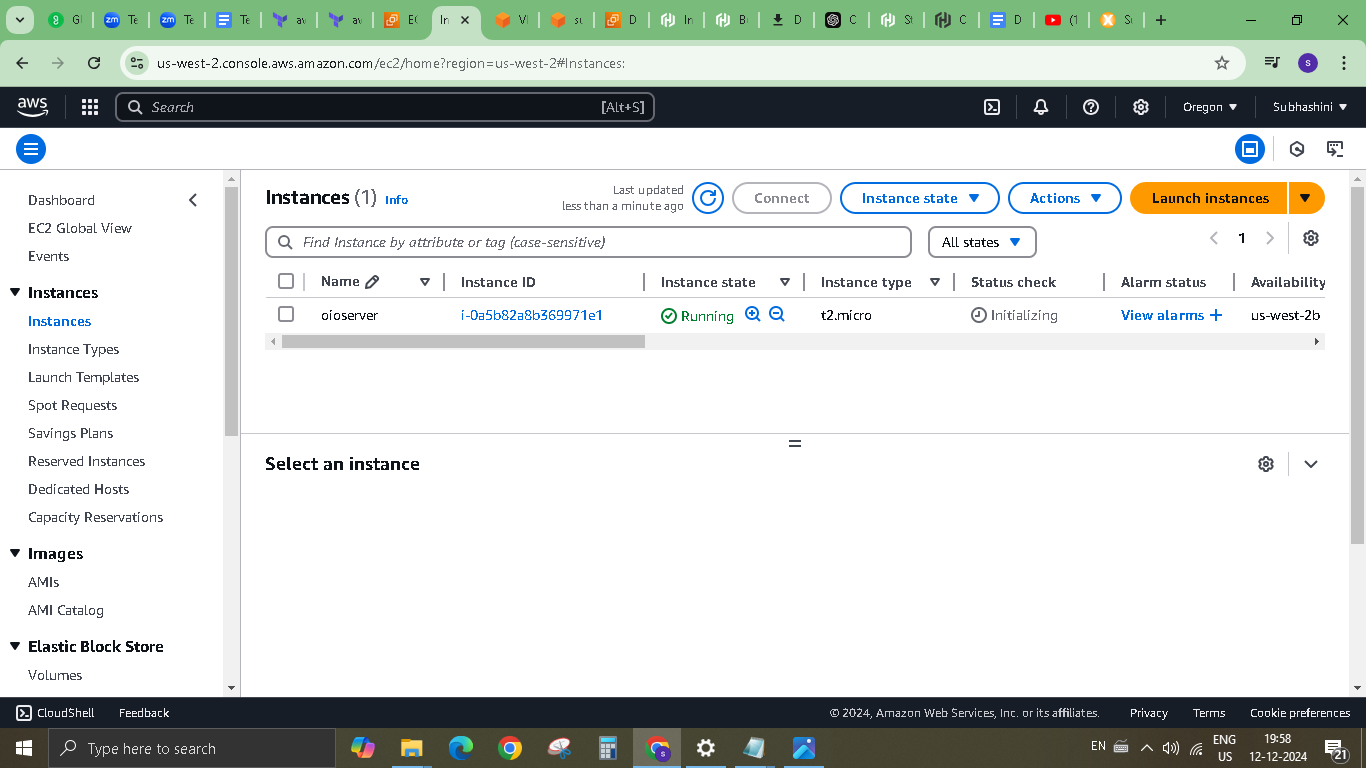 Gi
Te
Te
Te
av
av
EC
In
VI
su
D
In
Bu
D
C
St
C
D
(1
Su
us-west-2.console.aws.amazon.com/ec2/home?region=us-west-2#Instances:
S
aws
Search
[Alt+S]
Oregon
Subhashini
Dashboard
EC2 Global View
Events
Instances
Instances
Instance Types
Launch Templates
Spot Requests
Savings Plans
Reserved Instances
Dedicated Hosts
Capacity Reservations
Images
AMIs
AMI Catalog
Elastic Block Store
Volumes
Instances (1) Info
Last updated
less than a minute ago
Connect
Instance state
Actions
Launch instances
Find Instance by attribute or tag (case-sensitive)
All states
1
Name Instance ID Instance state Instance type Status check Alarm status Availability
oioserver i-0a5b82a8b369971e1 Running t2.micro Initializing View alarms + us-west-2b
Select an instance
CloudShell Feedback
© 2024, Amazon Web Services, Inc. or its affiliates. Privacy Terms Cookie preferences
Type here to search
EN
ENG
US
19:58
12-12-2024
21